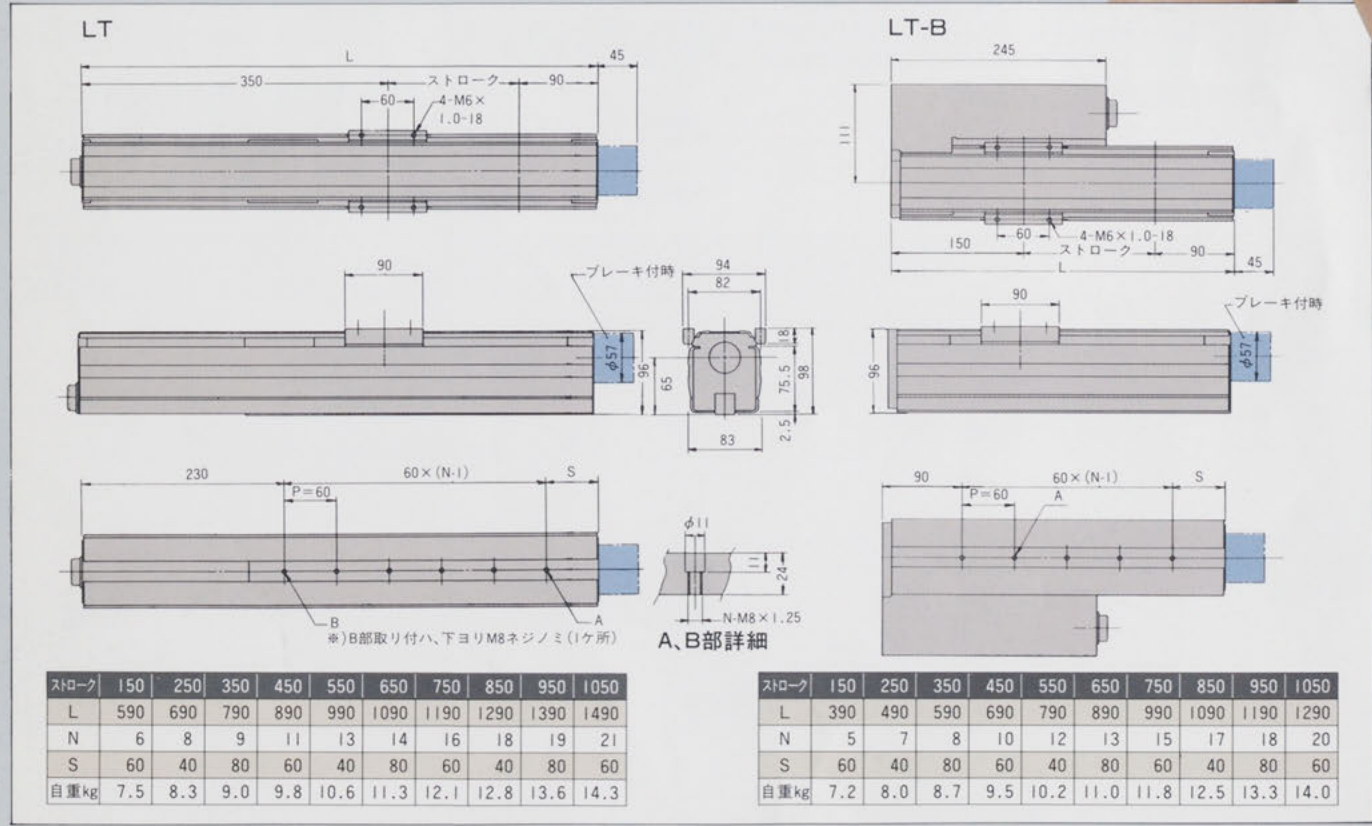 LT
L
45
350
ストローク
90
60
4-M6×
1.0-18
90
ブレーキ付時
φ57
96
65
94
82
18
75.5
98
2.5
83
230
60×(N-1)
S
P=60
B
A
※)B部取り付ハ、下ヨリM8ネジノミ(1ケ所)
φ11
11
24
N-M8×1.25
A、B部詳細
ストローク 150 250 350 450 550 650 750 850 950 1050
L 590 690 790 890 990 1090 1190 1290 1390 1490
N 6 8 9 11 13 14 16 18 19 21
S 60 40 80 60 40 80 60 40 80 60
自重kg 7.5 8.3 9.0 9.8 10.6 11.3 12.1 12.8 13.6 14.3
LT-B
245
111
60
4-M6×1.0-18
150
ストローク
90
L
45
90
ブレーキ付時
96
φ57
90
60×(N-1)
S
P=60
A
ストローク 150 250 350 450 550 650 750 850 950 1050
L 390 490 590 690 790 890 990 1090 1190 1290
N 5 7 8 10 12 13 15 17 18 20
S 60 40 80 60 40 80 60 40 80 60
自重kg 7.2 8.0 8.7 9.5 10.2 11.0 11.8 12.5 13.3 14.0